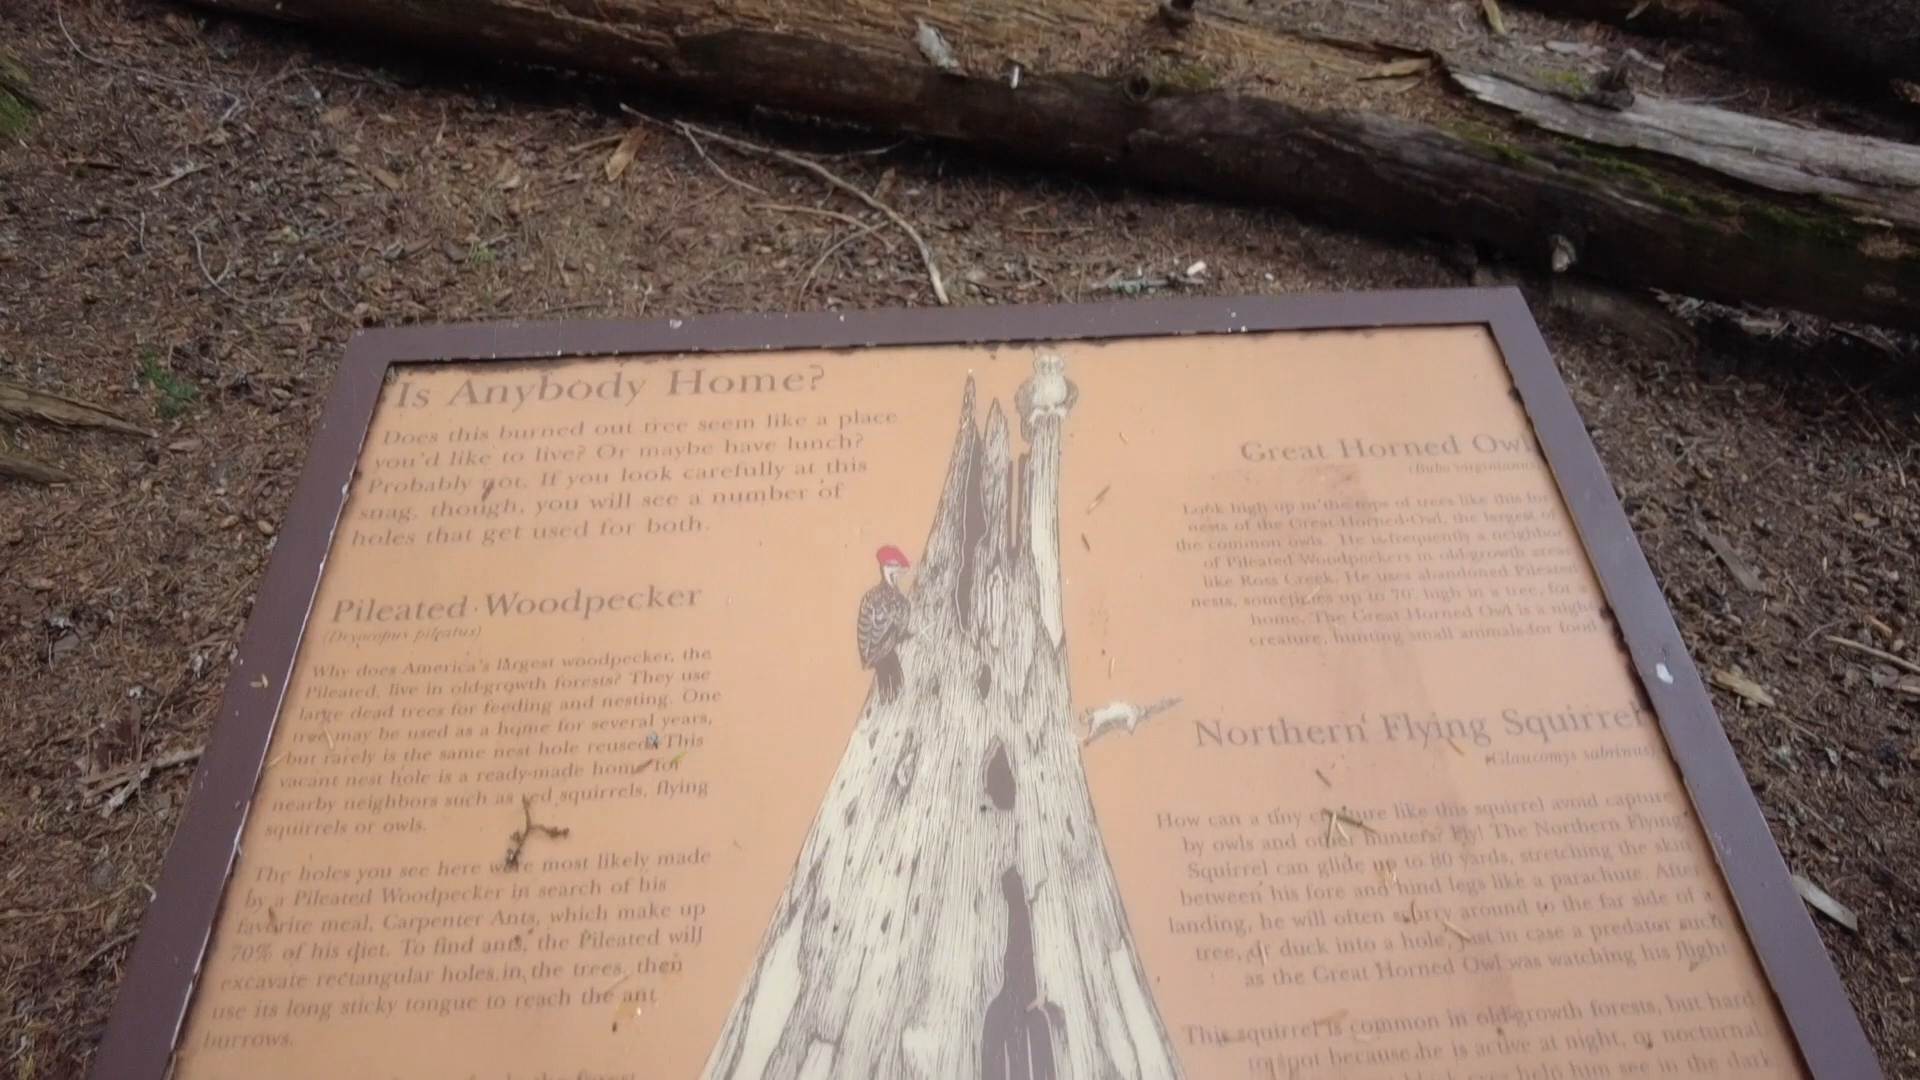 Is Anybody Home?
Does this burned out tree seem like a place
you'd like to live? Or maybe have lunch?
Probably not. If you look carefully at this
snag, though, you will see a number of
holes that get used for both.
Pileated Woodpecker
(Dryocopus pileatus)
Why does America's largest woodpecker, the
Pileated, live in old-growth forests? They use
large dead trees for feeding and nesting. One
tree may be used as a home for several years,
but rarely is the same nest hole reused. This
vacant nest hole is a ready-made home for
nearby neighbors such as red squirrels, flying
squirrels or owls.
The holes you see here were most likely made
by a Pileated Woodpecker in search of his
favorite meal, Carpenter Ants, which make up
70% of his diet. To find ants, the Pileated will
excavate rectangular holes in the trees, then
use its long sticky tongue to reach the ant
burrows.
the forest
Great Horned Owl
(Bubo virginianus)
Look high up in the tops of trees like this for
nests of the Great Horned Owl, the largest of
the common owls. He is frequently a neighbor
of Pileated Woodpeckers in old-growth areas
like Ross Creek. He uses abandoned Pileated
nests, sometimes up to 70' high in a tree, for a
home. The Great Horned Owl is a night
creature, hunting small animals for food.
Northern Flying Squirrel
(Glaucomys sabrinus)
How can a tiny creature like this squirrel avoid capture
by owls and other hunters? Fly! The Northern Flying
Squirrel can glide up to 80 yards, stretching the skin
between his fore and hind legs like a parachute. After
landing, he will often scurry around to the far side of a
tree, or duck into a hole, just in case a predator such
as the Great Horned Owl was watching his flight
This squirrel is common in old-growth forests, but hard
to spot because he is active at night, or nocturnal.
eyes help him see in the dark